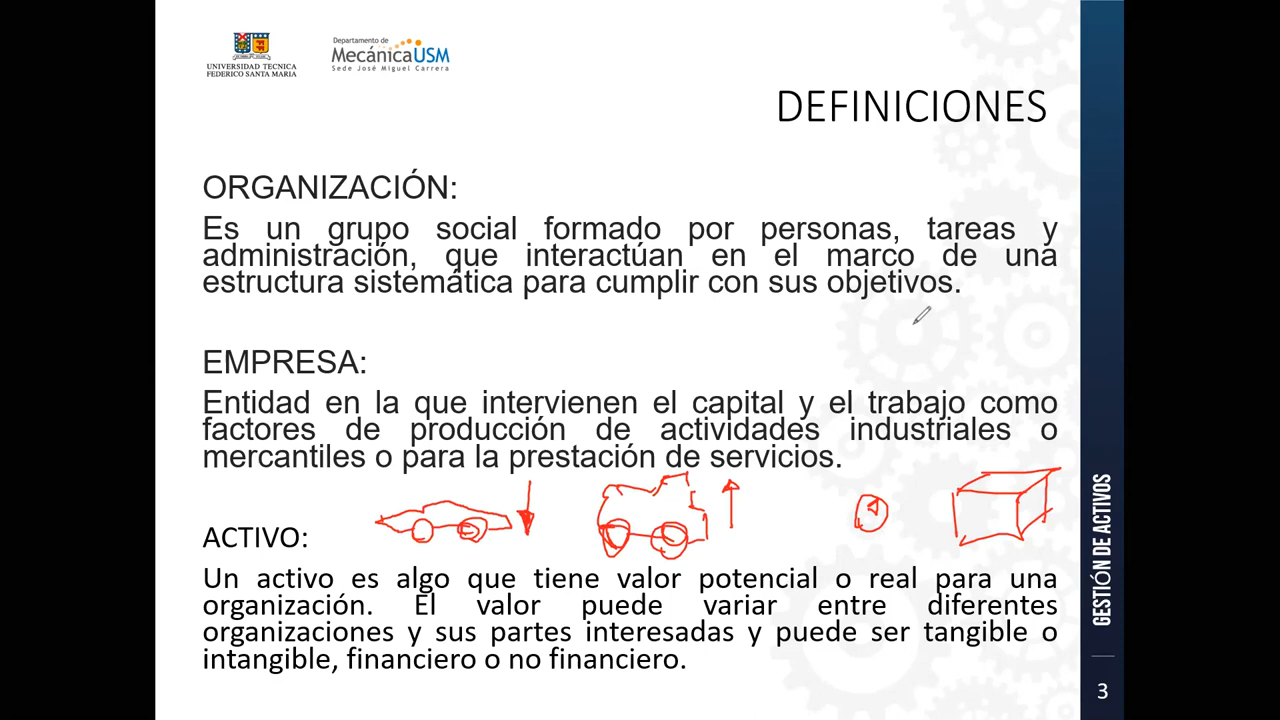 UNIVERSIDAD TECNICA
FEDERICO SANTA MARIA
Departamento de
MecánicaUSM
Sede José Miguel Carrera
DEFINICIONES
ORGANIZACIÓN:
Es un grupo social formado por personas, tareas y
administración, que interactúan en el marco de una
estructura sistemática para cumplir con sus objetivos.
EMPRESA:
Entidad en la que intervienen el capital y el trabajo como
factores de producción de actividades industriales o
mercantiles o para la prestación de servicios.
ACTIVO:
Un activo es algo que tiene valor potencial o real para una
organización. El valor puede variar entre diferentes
organizaciones y sus partes interesadas y puede ser tangible o
intangible, financiero o no financiero.
GESTIÓN DE ACTIVOS
3